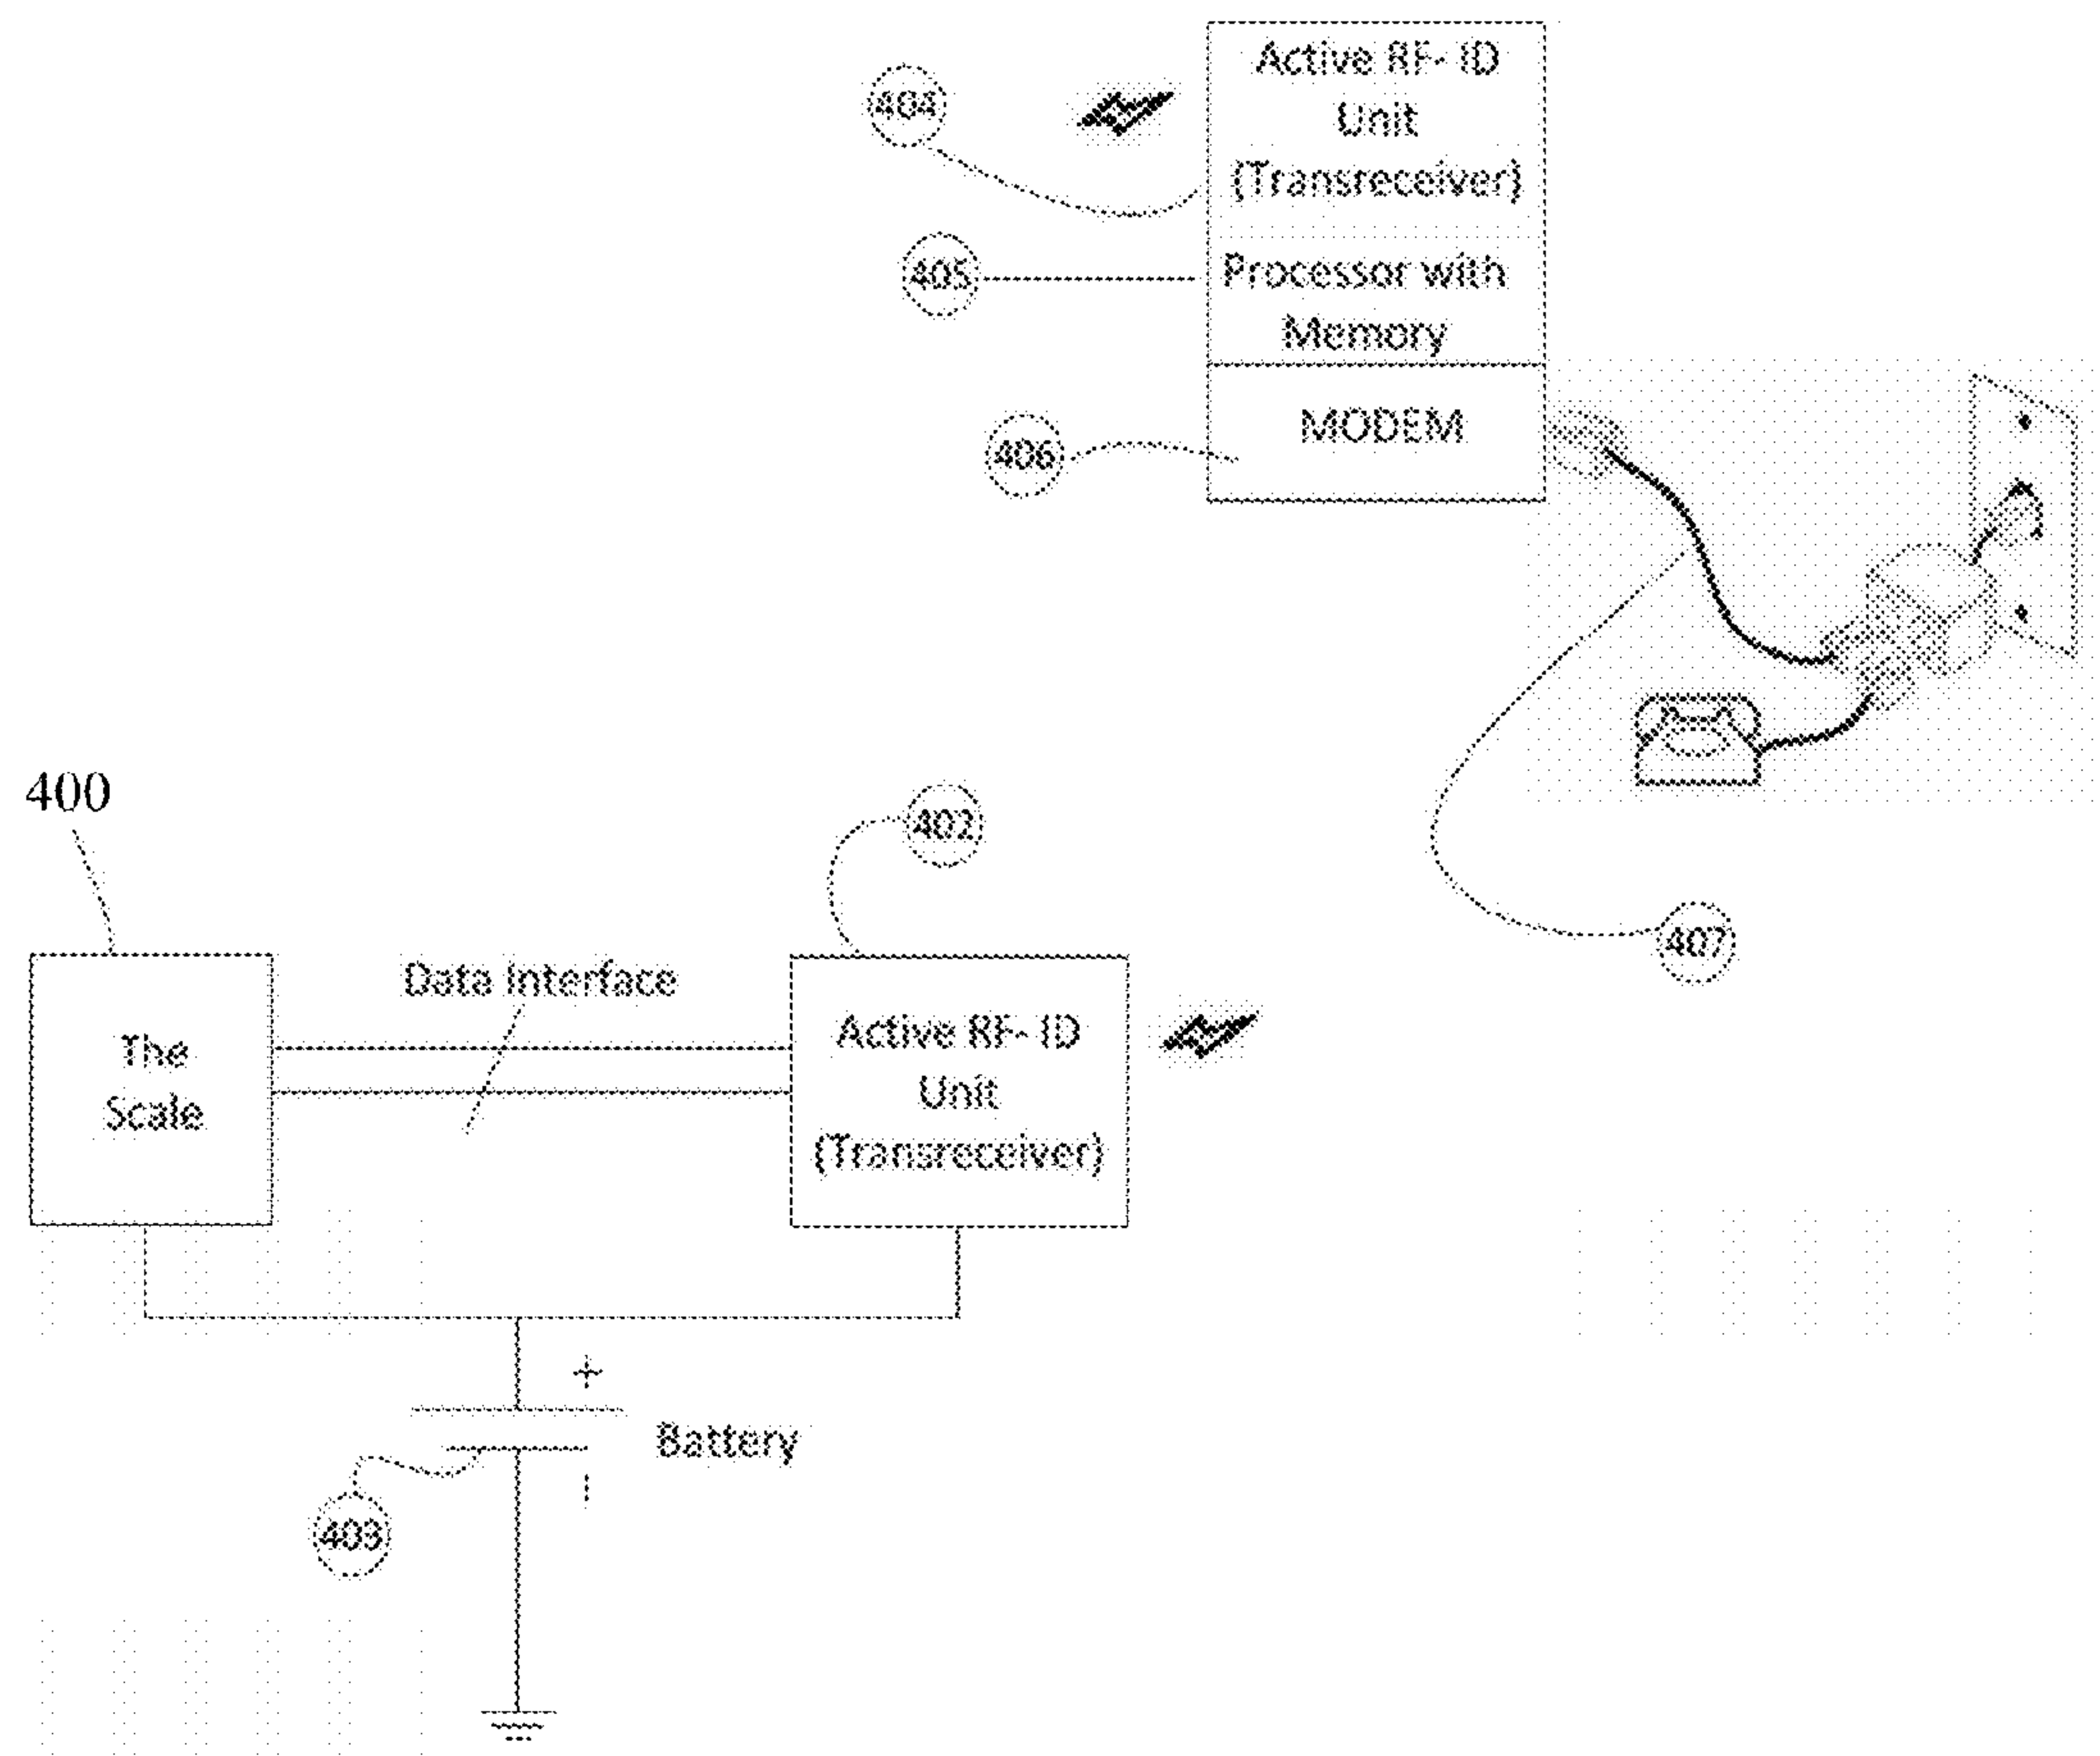 Active RF- ID
Unit
(Transreceiver)
404
Processor with
Memory
405
MODEM
406
400
402
407
Data Interface
The
Scale
Active RF- ID
Unit
(Transreceiver)
+
Battery
403